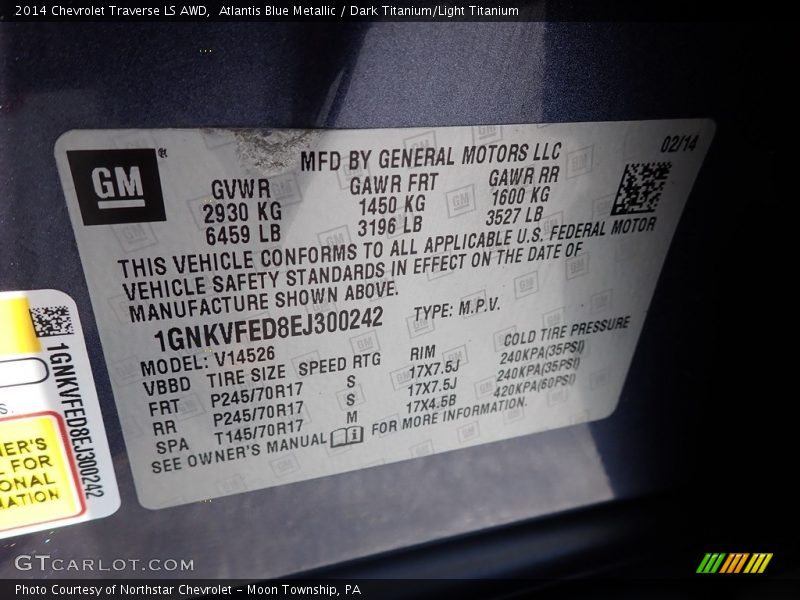 2014 Chevrolet Traverse LS AWD, Atlantis Blue Metallic / Dark Titanium/Light Titanium
GM
MFD BY GENERAL MOTORS LLC
02/14
GVWR GAWR FRT GAWR RR
2930 KG 1450 KG 1600 KG
6459 LB 3196 LB 3527 LB
THIS VEHICLE CONFORMS TO ALL APPLICABLE U.S. FEDERAL MOTOR
VEHICLE SAFETY STANDARDS IN EFFECT ON THE DATE OF
MANUFACTURE SHOWN ABOVE.
1GNKVFED8EJ300242 TYPE: M.P.V.
MODEL: V14526
VBBD TIRE SIZE SPEED RTG RIM COLD TIRE PRESSURE
FRT P245/70R17 S 17X7.5J 240KPA(35PSI)
RR P245/70R17 S 17X7.5J 240KPA(35PSI)
SPA T145/70R17 M 17X4.5B 420KPA(60PSI)
SEE OWNER'S MANUAL FOR MORE INFORMATION.
1GNKVFED8EJ300242
S.
NER'S
L FOR
ONAL
MATION
GTCARLOT.COM
Photo Courtesy of Northstar Chevrolet - Moon Township, PA